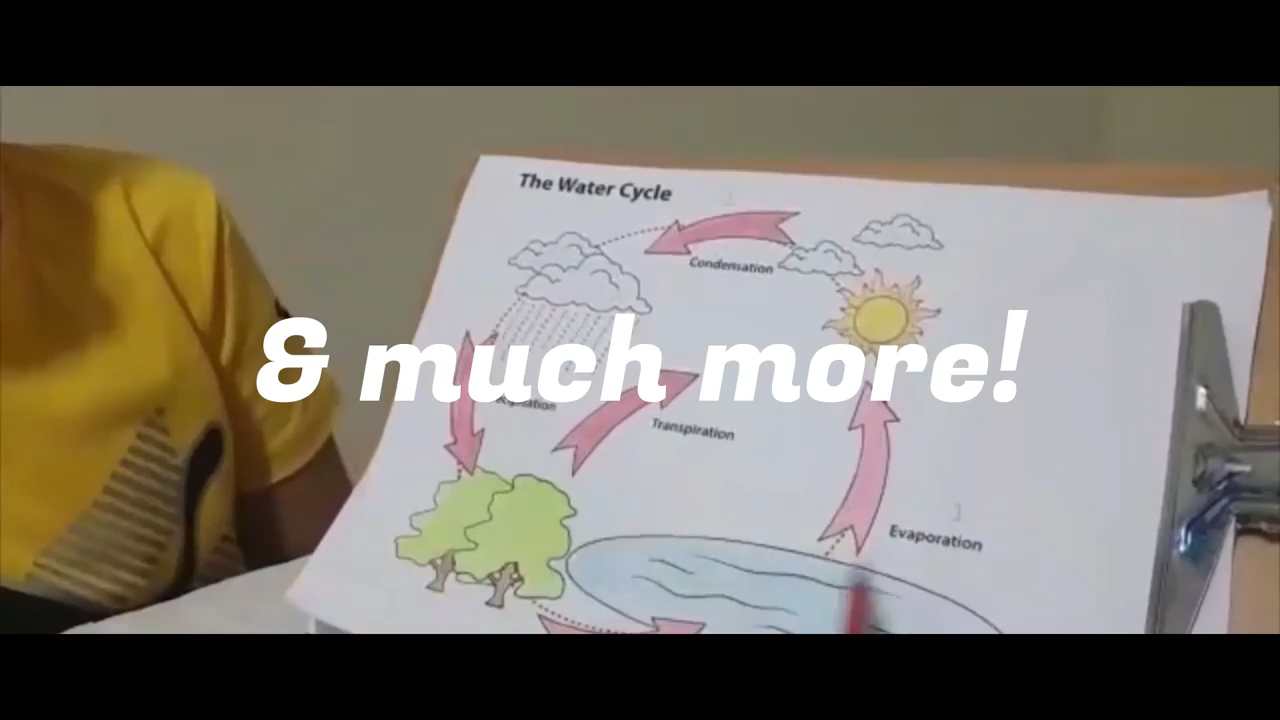 The Water Cycle
Condensation
& much more!
Transpiration
Evaporation